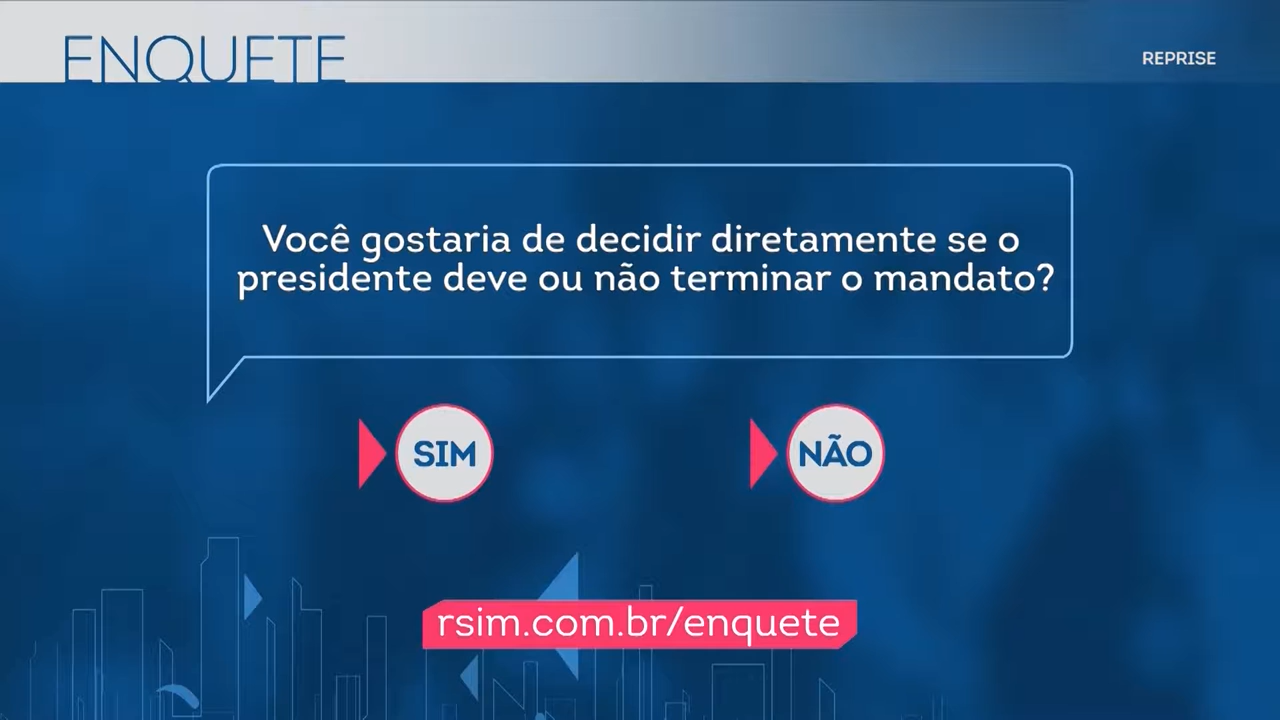 ENQUETE
REPRISE
Você gostaria de decidir diretamente se o
presidente deve ou não terminar o mandato?
SIM
NÃO
rsim.com.br/enquete